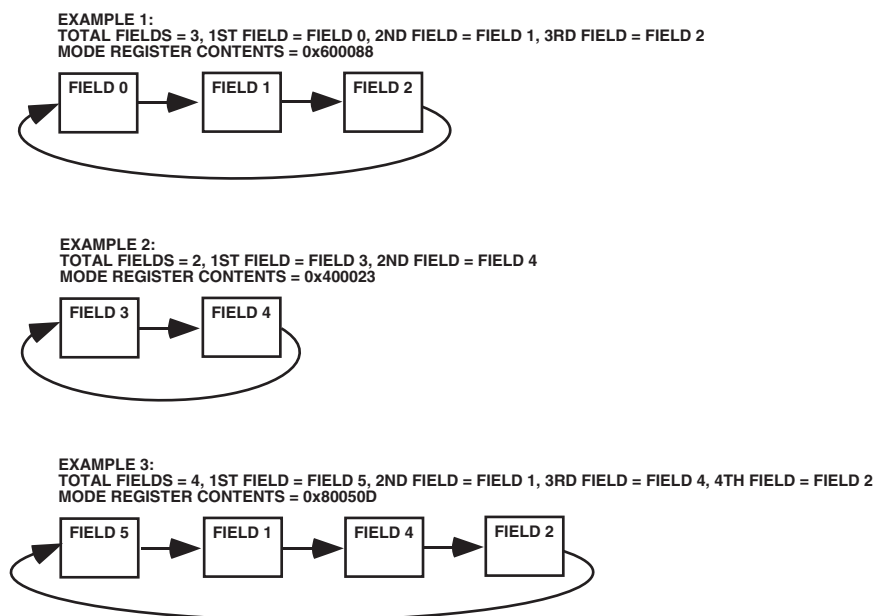 EXAMPLE 1:
TOTAL FIELDS = 3, 1ST FIELD = FIELD 0, 2ND FIELD = FIELD 1, 3RD FIELD = FIELD 2
MODE REGISTER CONTENTS = 0x600088
FIELD 0 FIELD 1 FIELD 2
EXAMPLE 2:
TOTAL FIELDS = 2, 1ST FIELD = FIELD 3, 2ND FIELD = FIELD 4
MODE REGISTER CONTENTS = 0x400023
FIELD 3 FIELD 4
EXAMPLE 3:
TOTAL FIELDS = 4, 1ST FIELD = FIELD 5, 2ND FIELD = FIELD 1, 3RD FIELD = FIELD 4, 4TH FIELD = FIELD 2
MODE REGISTER CONTENTS = 0x80050D
FIELD 5 FIELD 1 FIELD 4 FIELD 2